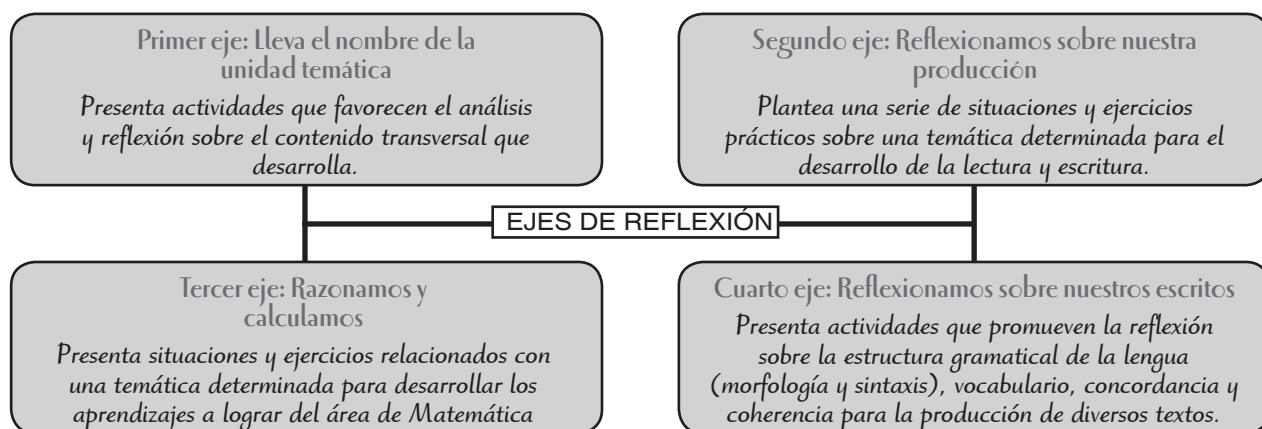 Primer eje: Lleva el nombre de la
unidad temática
Presenta actividades que favorecen el análisis
y reflexión sobre el contenido transversal que
desarrolla.
Segundo eje: Reflexionamos sobre nuestra
producción
Plantea una serie de situaciones y ejercicios
prácticos sobre una temática determinada para el
desarrollo de la lectura y escritura.
EJES DE REFLEXIÓN
Tercer eje: Razonamos y
calculamos
Presenta situaciones y ejercicios relacionados con
una temática determinada para desarrollar los
aprendizajes a lograr del área de Matemática
Cuarto eje: Reflexionamos sobre nuestros escritos
Presenta actividades que promueven la reflexión
sobre la estructura gramatical de la lengua
(morfología y sintaxis), vocabulario, concordancia y
coherencia para la producción de diversos textos.